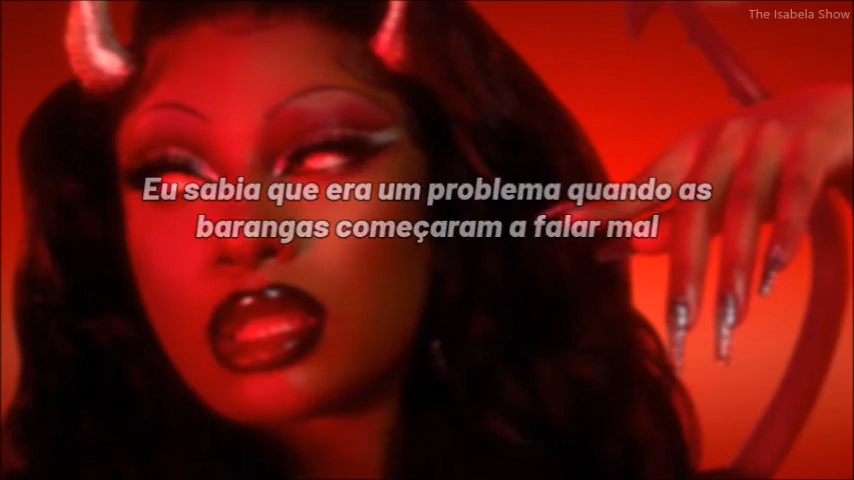 The Isabela Show
Eu sabia que era um problema quando as
barangas começaram a falar mal